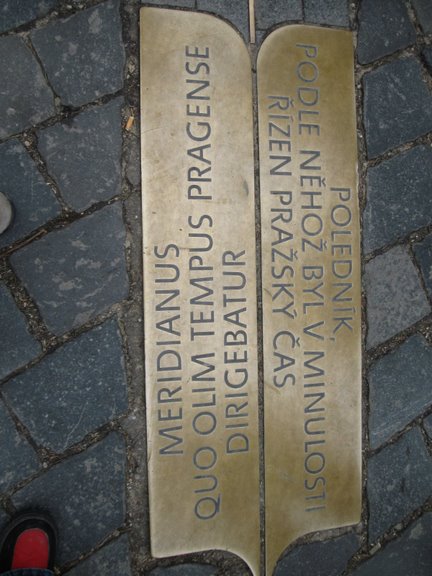 MERIDIANUS
QUO OLIM TEMPUS PRAGENSE
DIRIGEBATUR
POLEDNÍK,
PODLE NĚHOŽ BYL V MINULOSTI
ŘÍZEN PRAŽSKÝ ČAS